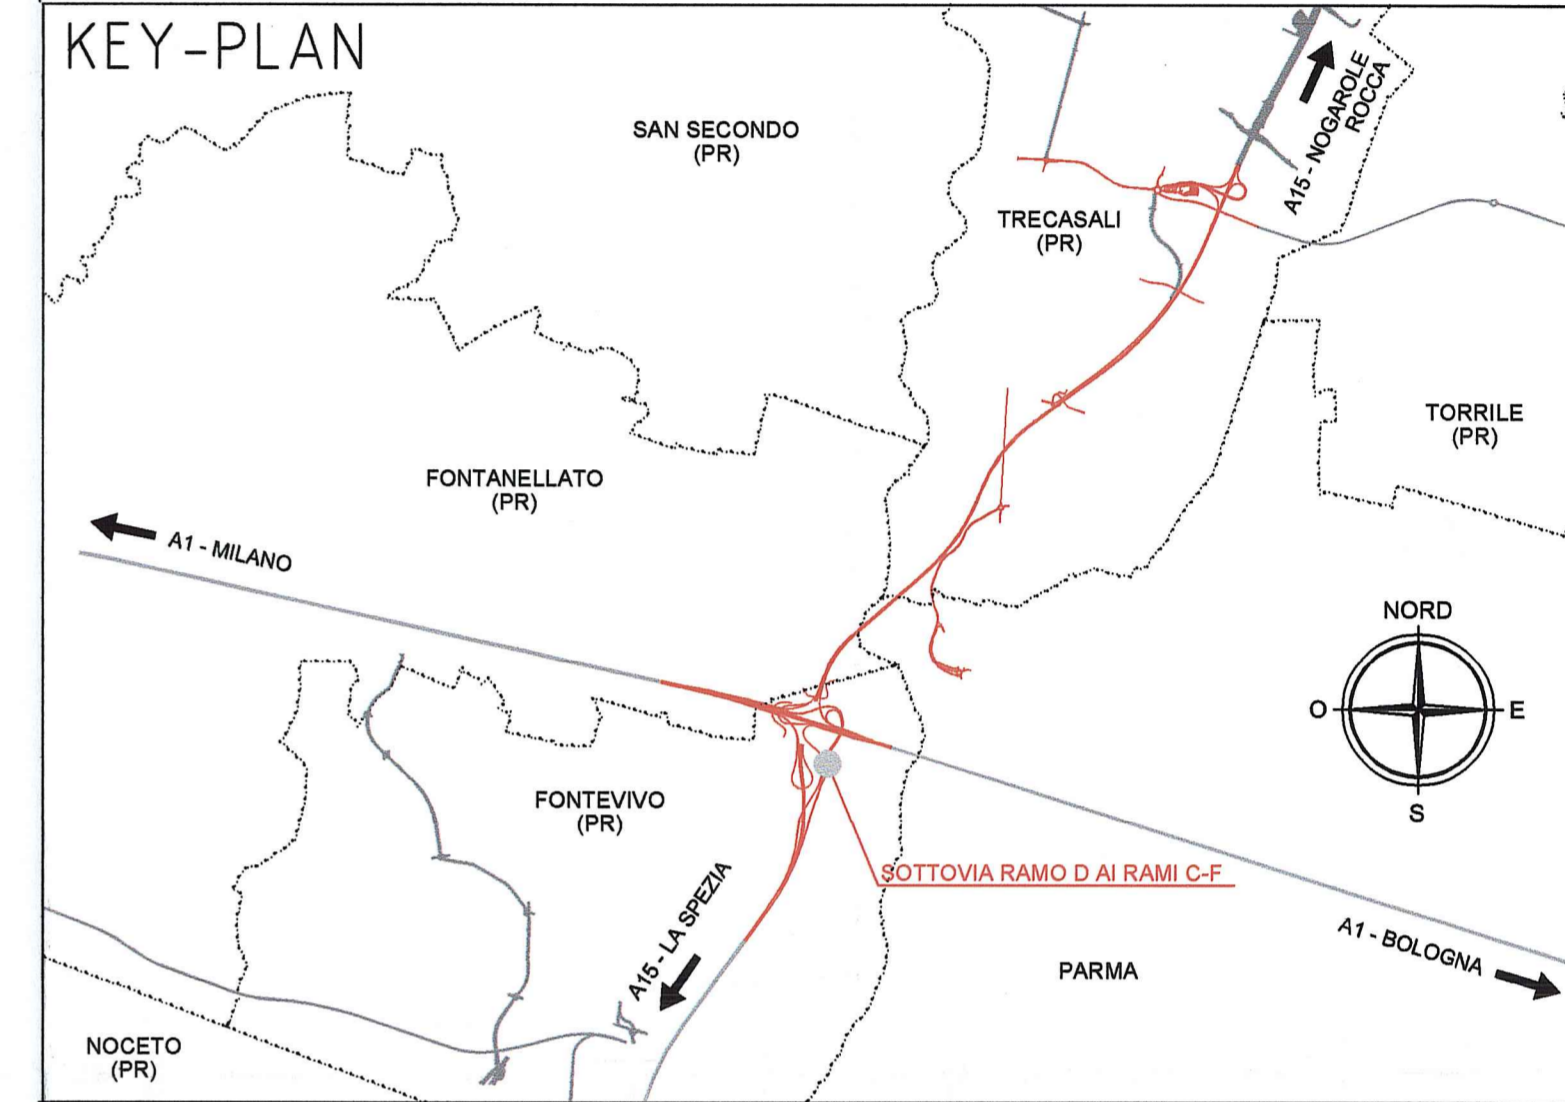 KEY-PLAN
SAN SECONDO
(PR)
A15 - NOGAROLE
ROCCA
TRECASALI
(PR)
TORRILE
(PR)
FONTANELLATO
(PR)
A1 - MILANO
NORD
O
E
S
FONTEVIVO
(PR)
SOTTOVIA RAMO D AI RAMI C-F
A15 - LA SPEZIA
A1 - BOLOGNA
PARMA
NOCETO
(PR)